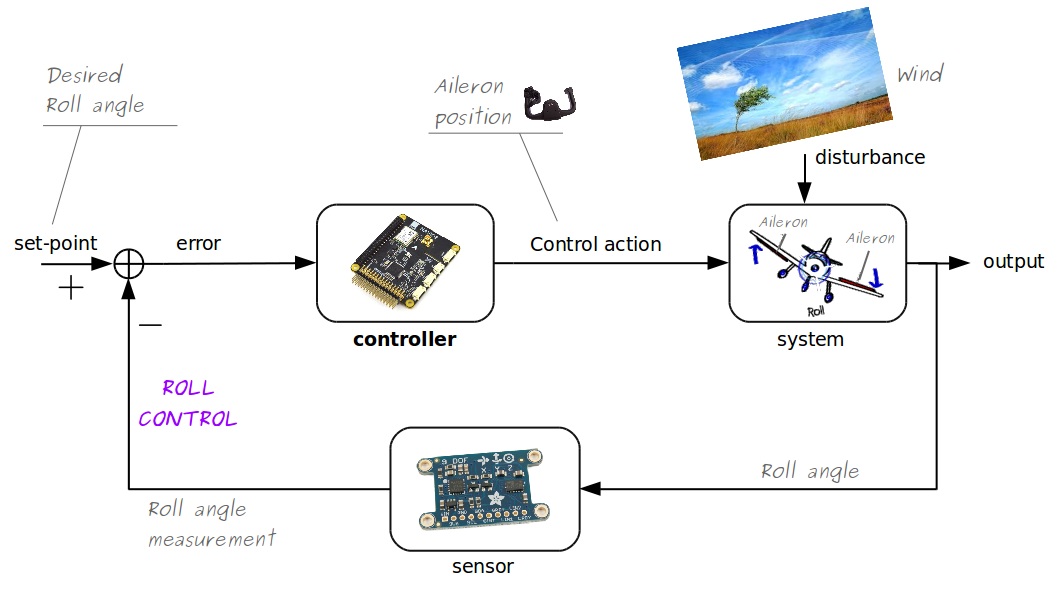 Desired
Roll angle
Aileron
position
Wind
disturbance
set-point
+
error
Control action
Aileron
Aileron
Roll
output
controller
system
—
ROLL
CONTROL
9 DOF
X Y Z
Roll angle
Roll angle
measurement
sensor